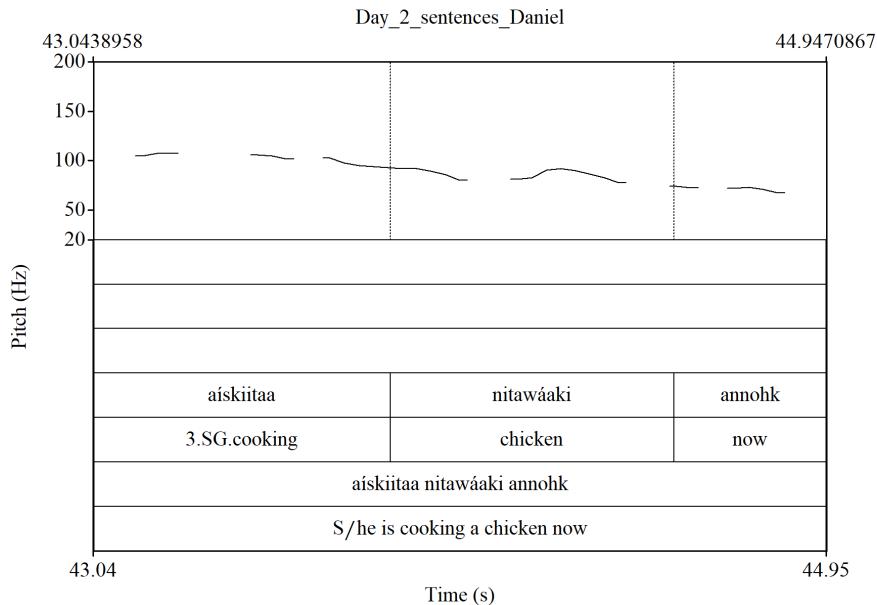 Day_2_sentences_Daniel
43.0438958 44.9470867
200
150
100
50
20
Pitch (Hz)
aískiitaa nitawáaki annohk
3.SG.cooking chicken now
aískiitaa nitawáaki annohk
S/he is cooking a chicken now
43.04 44.95
Time (s)